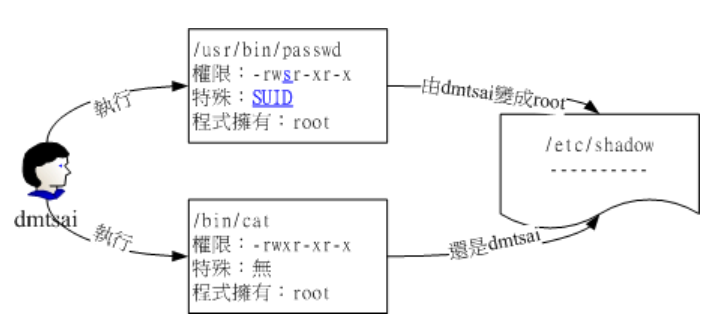 /usr/bin/passwd
權限：-rwsr-xr-x
特殊：SUID
程式擁有：root
執行
由dmtsai變成root
/etc/shadow
----------
dmtsai
執行
/bin/cat
權限：-rwxr-xr-x
特殊：無
程式擁有：root
還是dmtsai